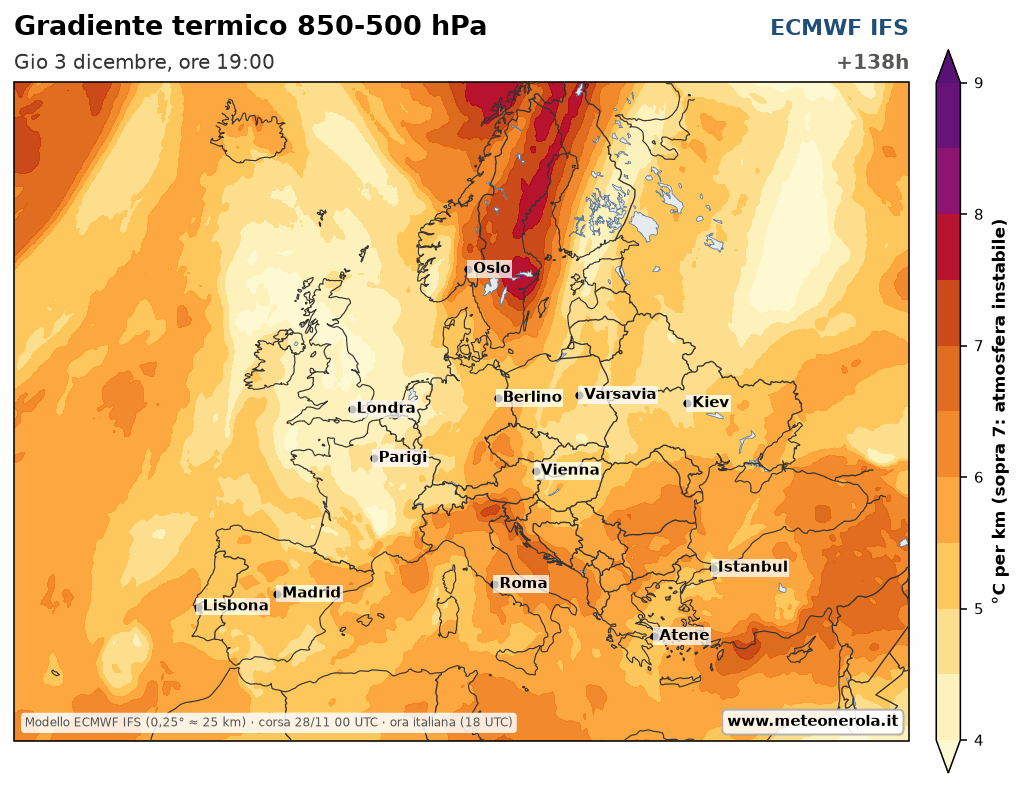 Gradiente termico 850-500 hPa
ECMWF IFS
Gio 3 dicembre, ore 19:00
+138h
Oslo
Berlino
Varsavia
Kiev
Londra
Parigi
Vienna
Istanbul
Roma
Madrid
Lisbona
Atene
Modello ECMWF IFS (0,25° ≈ 25 km) · corsa 28/11 00 UTC · ora italiana (18 UTC)
www.meteonerola.it
9
8
7
6
5
4
°C per km (sopra 7: atmosfera instabile)